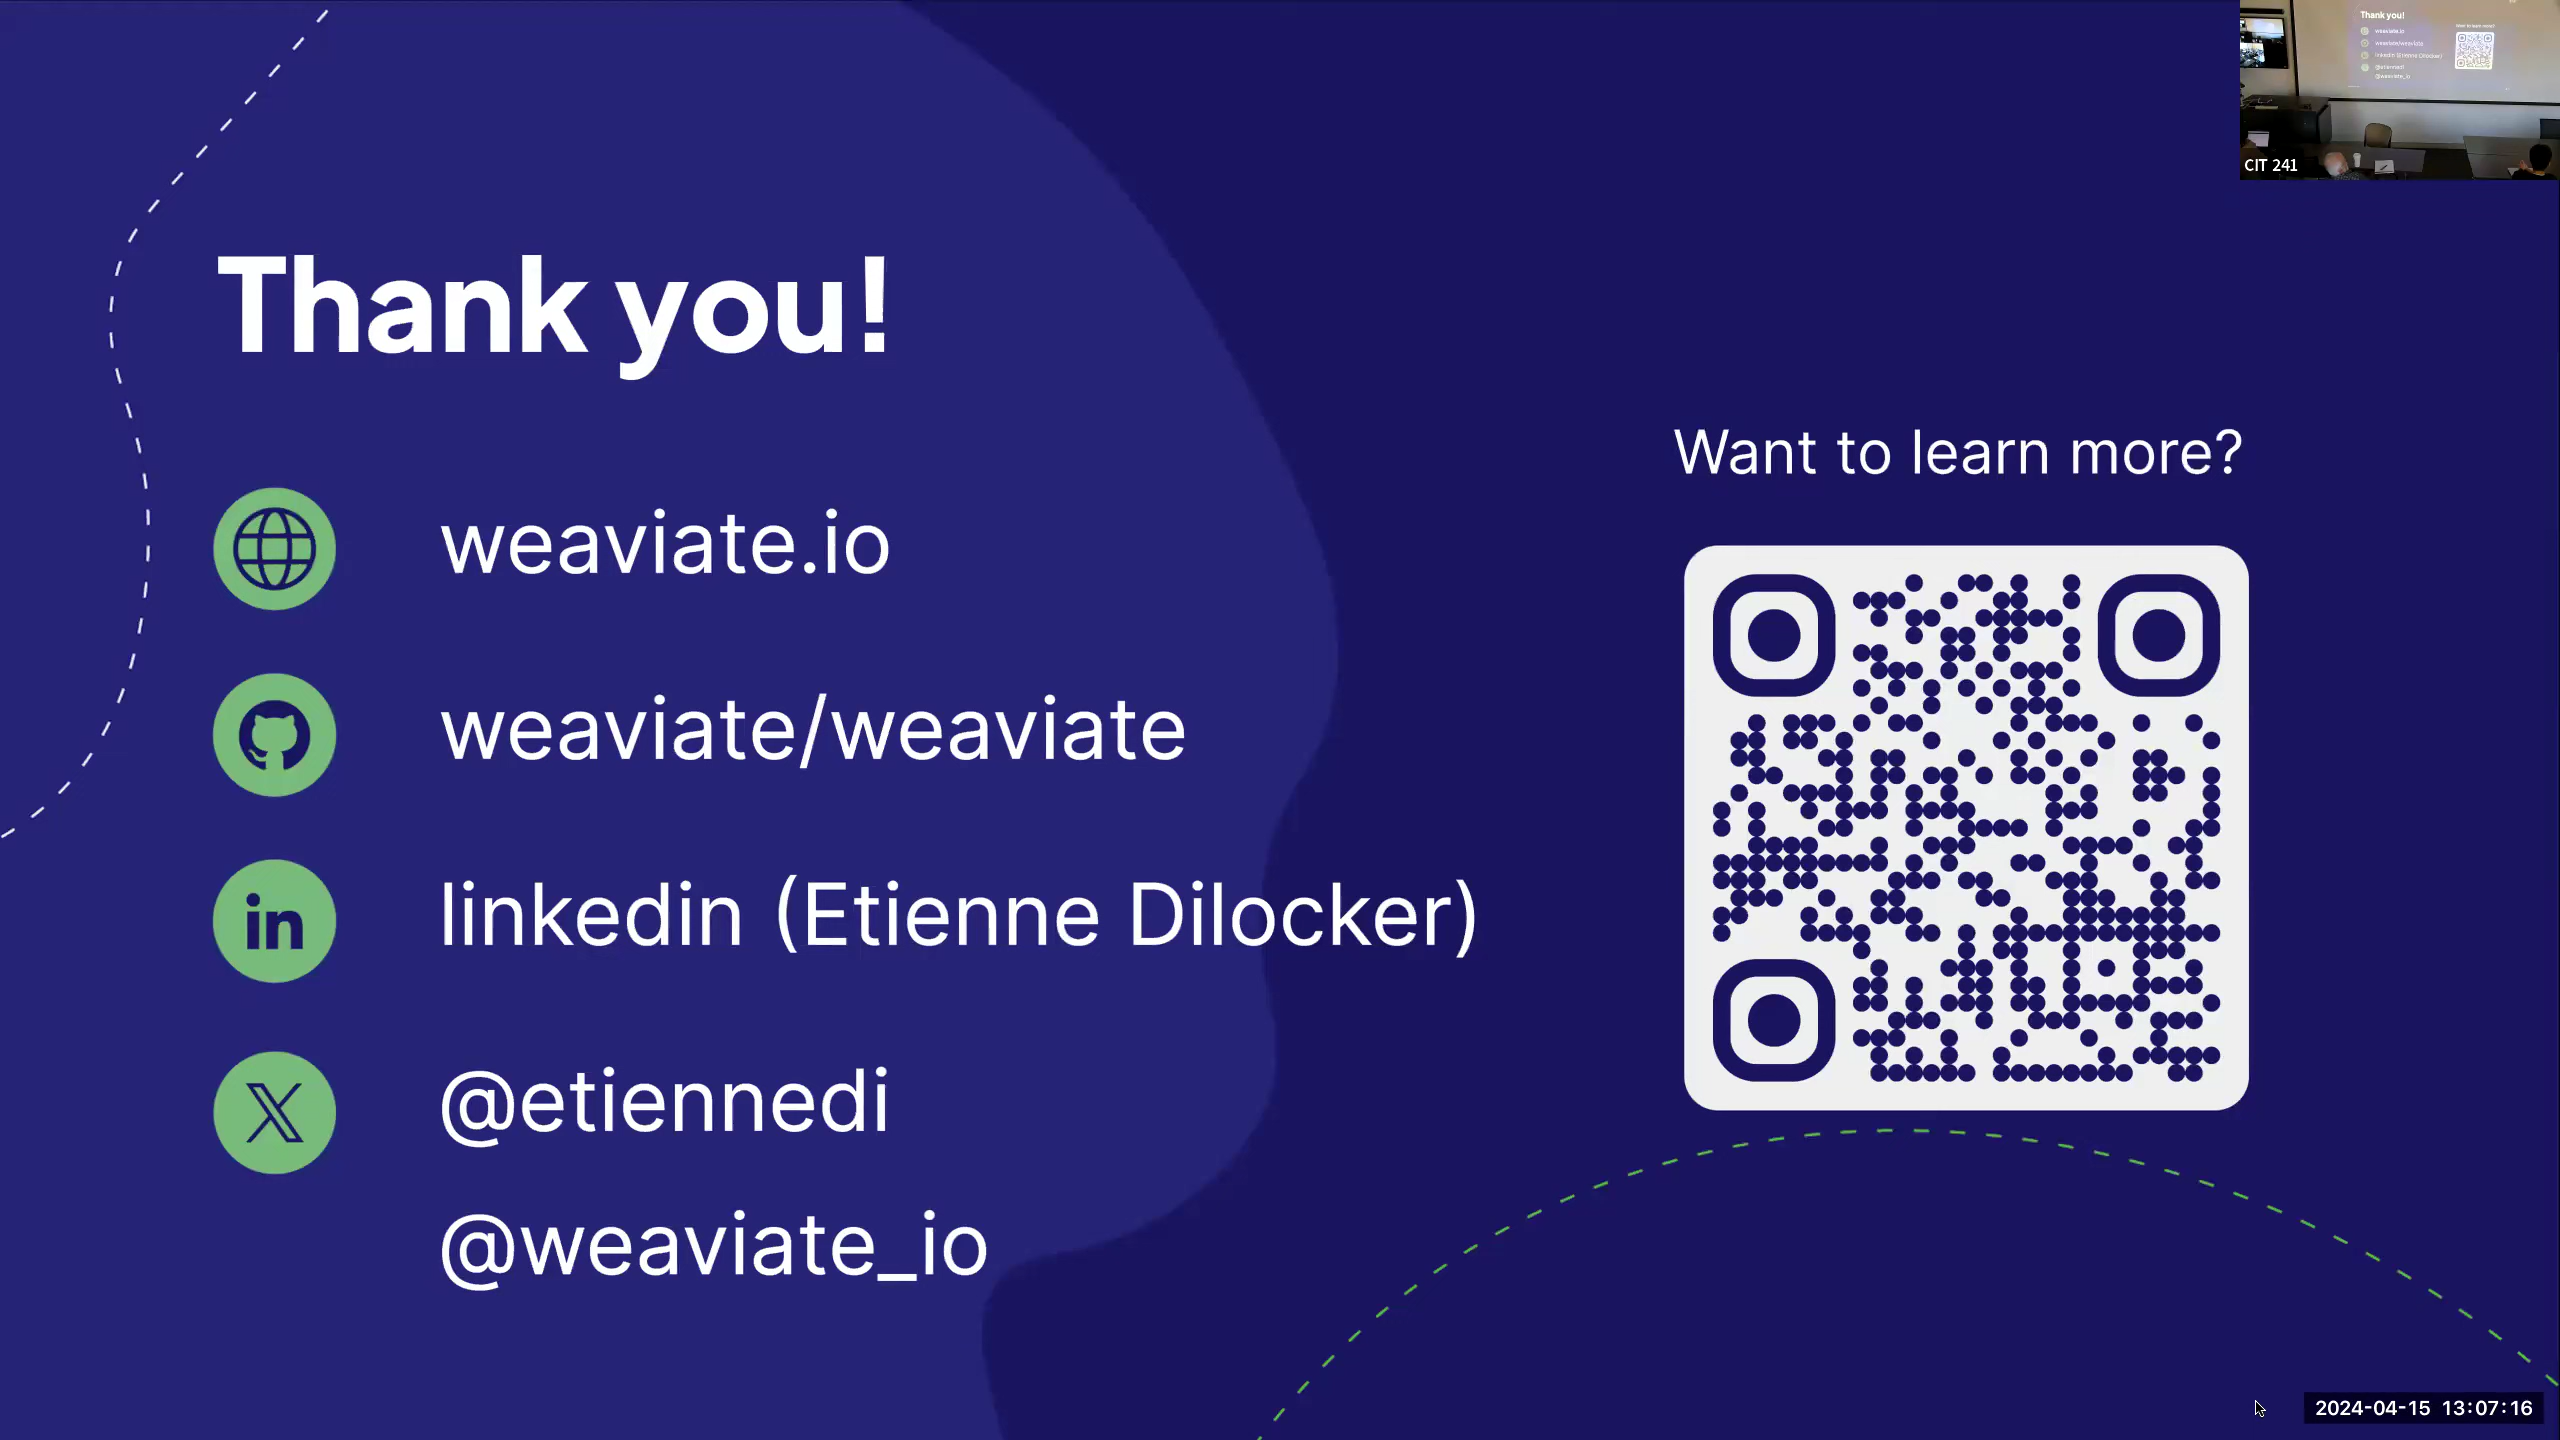 Thank you!
weaviate.io
weaviate/weaviate
linkedin (Etienne Dilocker)
@etiennedi
@weaviate_io
Want to learn more?
CIT 241
2024-04-15 13:07:16